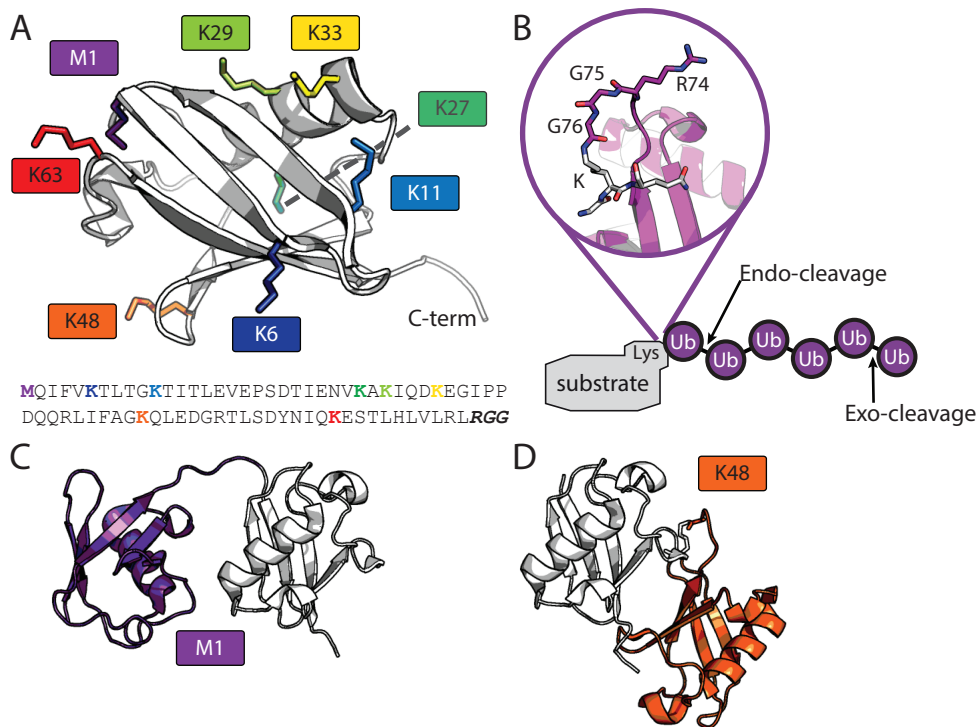 A
K29
K33
M1
K27
K63
K11
K48
K6
C-term
MQIFVKTLTGKTITLEVEPSDTIENVKAKIQDKEGIPP
DQQRLIFAGKQLEDGRTLSDYNIQKESTLHLVLRLRGG
B
G75
R74
G76
K
Endo-cleavage
Lys
Ub
Ub
Ub
Ub
Ub
Ub
substrate
Exo-cleavage
C
M1
D
K48